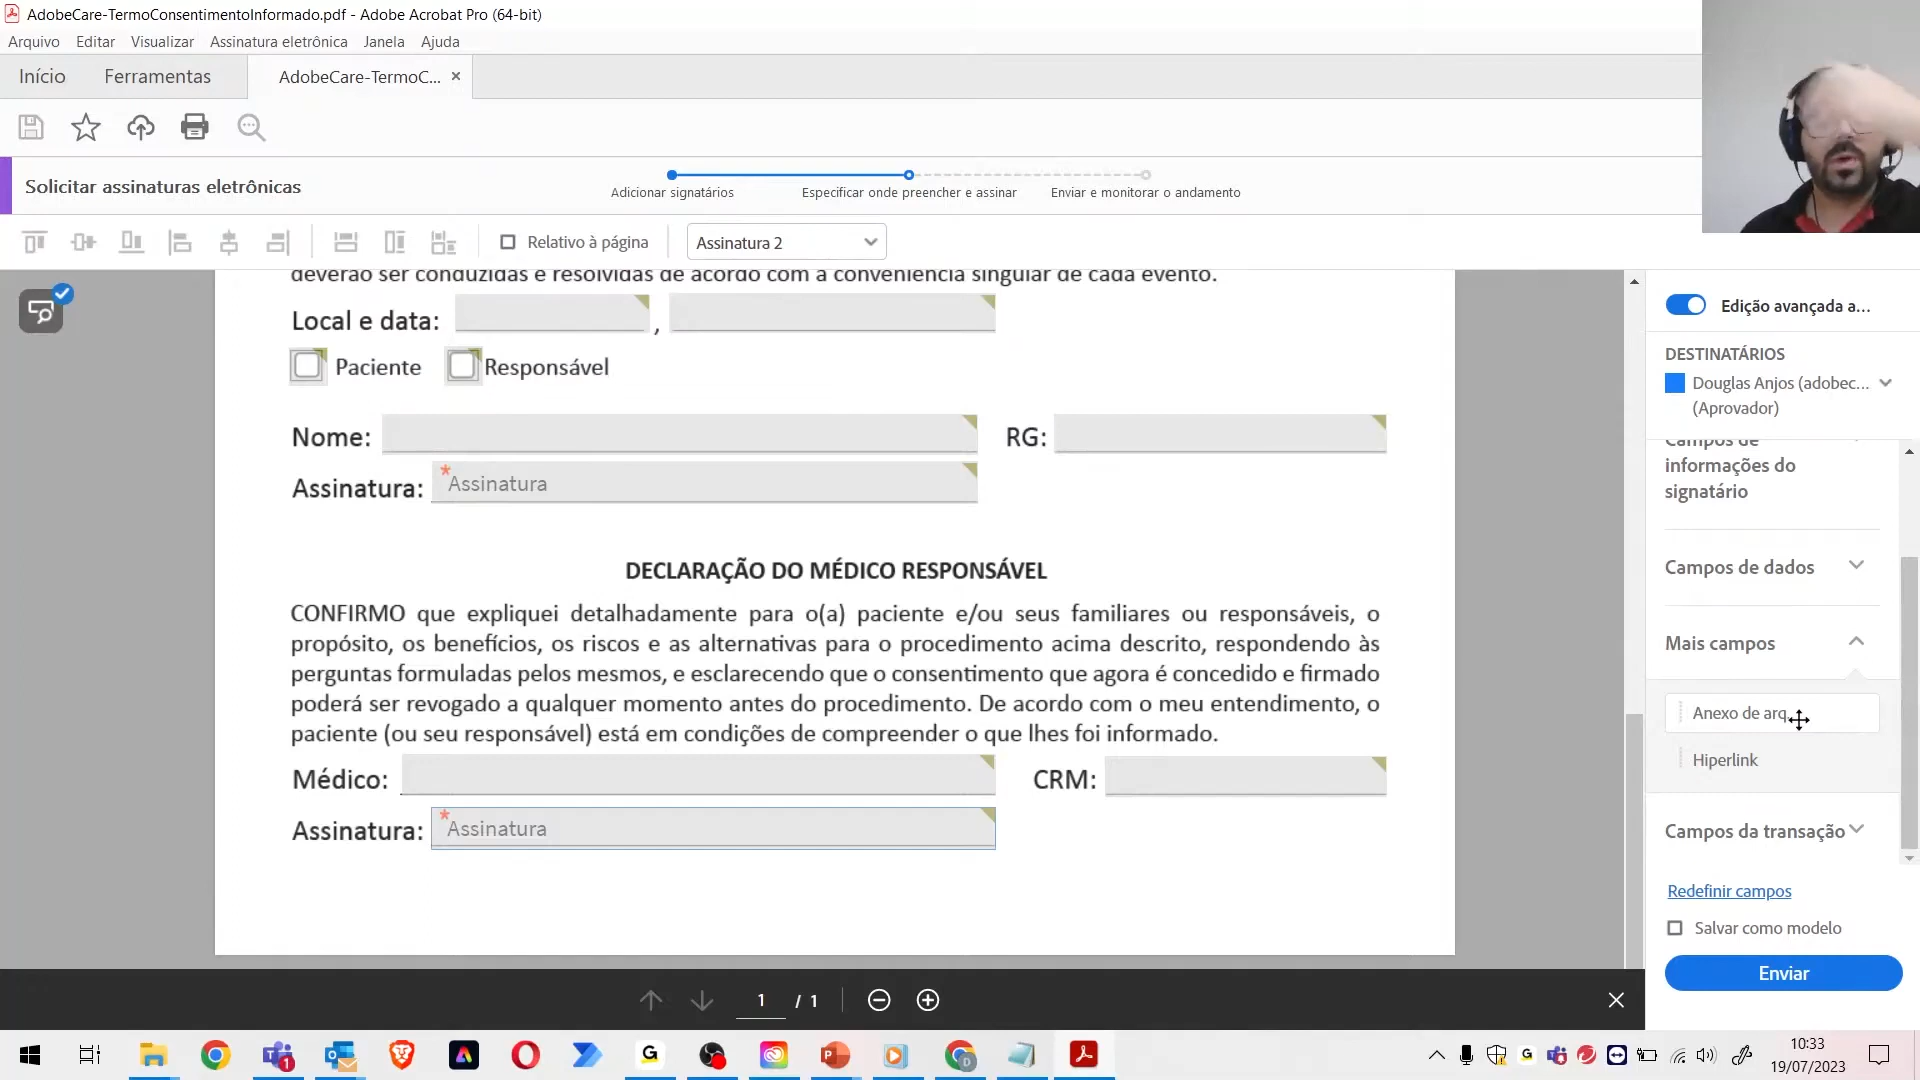 AdobeCare-TermoConsentimentoInformado.pdf - Adobe Acrobat Pro (64-bit)
Arquivo Editar Visualizar Assinatura eletrônica Janela Ajuda
Início Ferramentas AdobeCare-TermoC... ×
Solicitar assinaturas eletrônicas
Adicionar signatários Especificar onde preencher e assinar Enviar e monitorar o andamento
Relativo à página Assinatura 2
deverão ser conduzidas e resolvidas de acordo com a conveniência singular de cada evento.
Local e data: ,
Paciente Responsável
Nome: RG:
Assinatura: * Assinatura
DECLARAÇÃO DO MÉDICO RESPONSÁVEL
CONFIRMO que expliquei detalhadamente para o(a) paciente e/ou seus familiares ou responsáveis, o
propósito, os benefícios, os riscos e as alternativas para o procedimento acima descrito, respondendo às
perguntas formuladas pelos mesmos, e esclarecendo que o consentimento que agora é concedido e firmado
poderá ser revogado a qualquer momento antes do procedimento. De acordo com o meu entendimento, o
paciente (ou seu responsável) está em condições de compreender o que lhes foi informado.
Médico: CRM:
Assinatura: * Assinatura
Edição avançada a...
DESTINATÁRIOS
Douglas Anjos (adobec...
(Aprovador)
Campos de
informações do
signatário
Campos de dados
Mais campos
Anexo de arq
Hiperlink
Campos da transação
Redefinir campos
Salvar como modelo
Enviar
1 / 1
10:33
19/07/2023